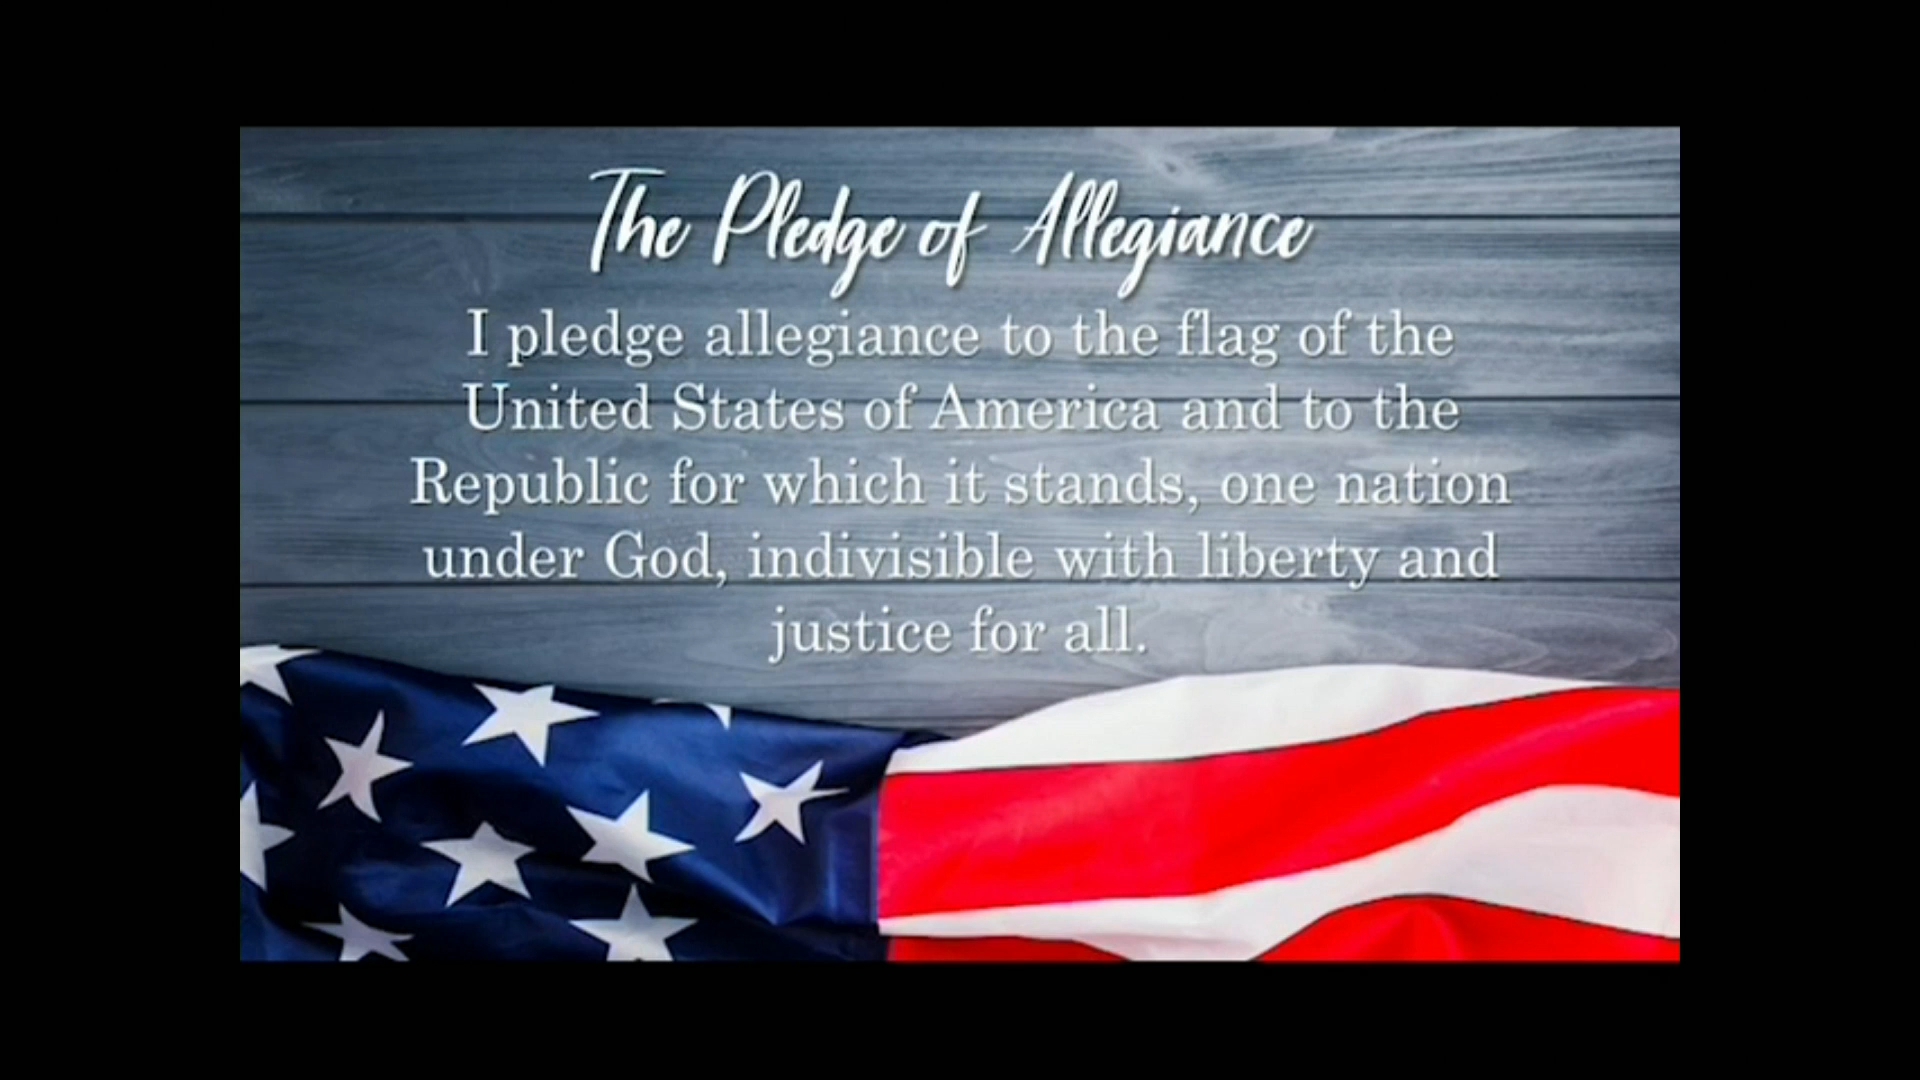 The Pledge of Allegiance
I pledge allegiance to the flag of the
United States of America and to the
Republic for which it stands, one nation
under God, indivisible with liberty and
justice for all.